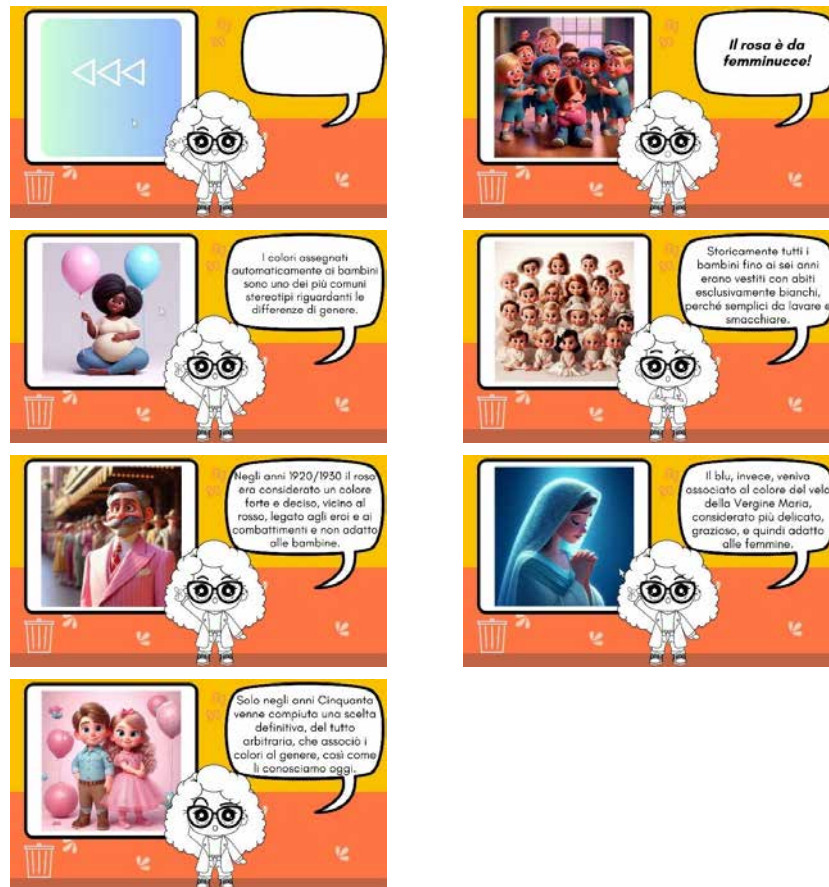 Il rosa è da
femminucce!
I colori assegnati
automaticamente ai bambini
sono uno dei più comuni
stereotipi riguardanti le
differenze di genere.
Storicamente tutti i
bambini fino ai sei anni
erano vestiti con abiti
esclusivamente bianchi,
perché semplici da lavare e
smacchiare.
Negli anni 1920/1930 il rosa
era considerato un colore
forte e deciso, vicino al
rosso, legato agli eroi e ai
combattimenti e non adatto
alle bambine.
Il blu, invece, veniva
associato al colore del velo
della Vergine Maria,
considerato più delicato,
grazioso, e quindi adatto
alle femmine.
Solo negli anni Cinquanta
venne compiuta una scelta
definitiva, del tutto
arbitraria, che associò i
colori al genere, così come
li conosciamo oggi.